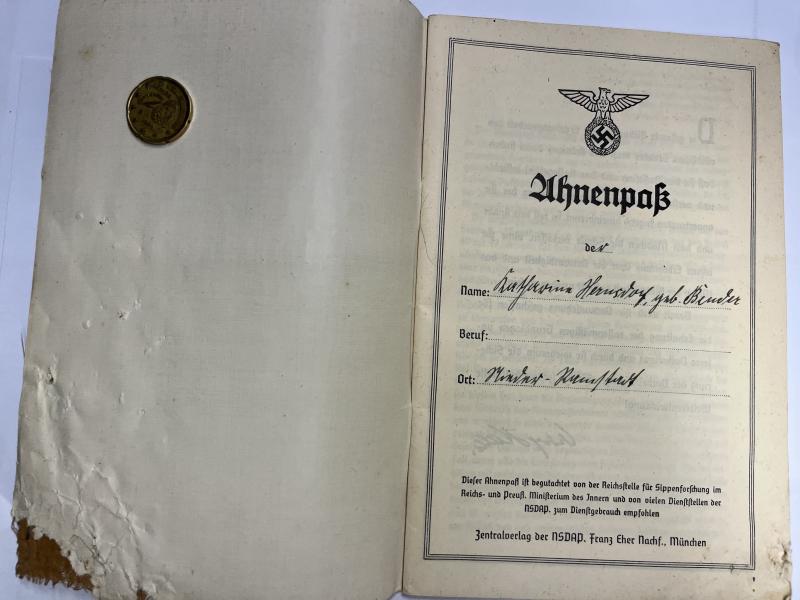 Ahnenpaß
der
Name: Katharine Hernsdorf, geb. Bender
Beruf:
Ort: Nieder-Ramstadt
Dieser Ahnenpaß ist begutachtet von der Reichsstelle für Sippenforschung im
Reichs- und Preuß. Ministerium des Innern und von vielen Dienststellen der
NSDAP. zum Dienstgebrauch empfohlen
Zentralverlag der NSDAP. Franz Eher Nachf., München